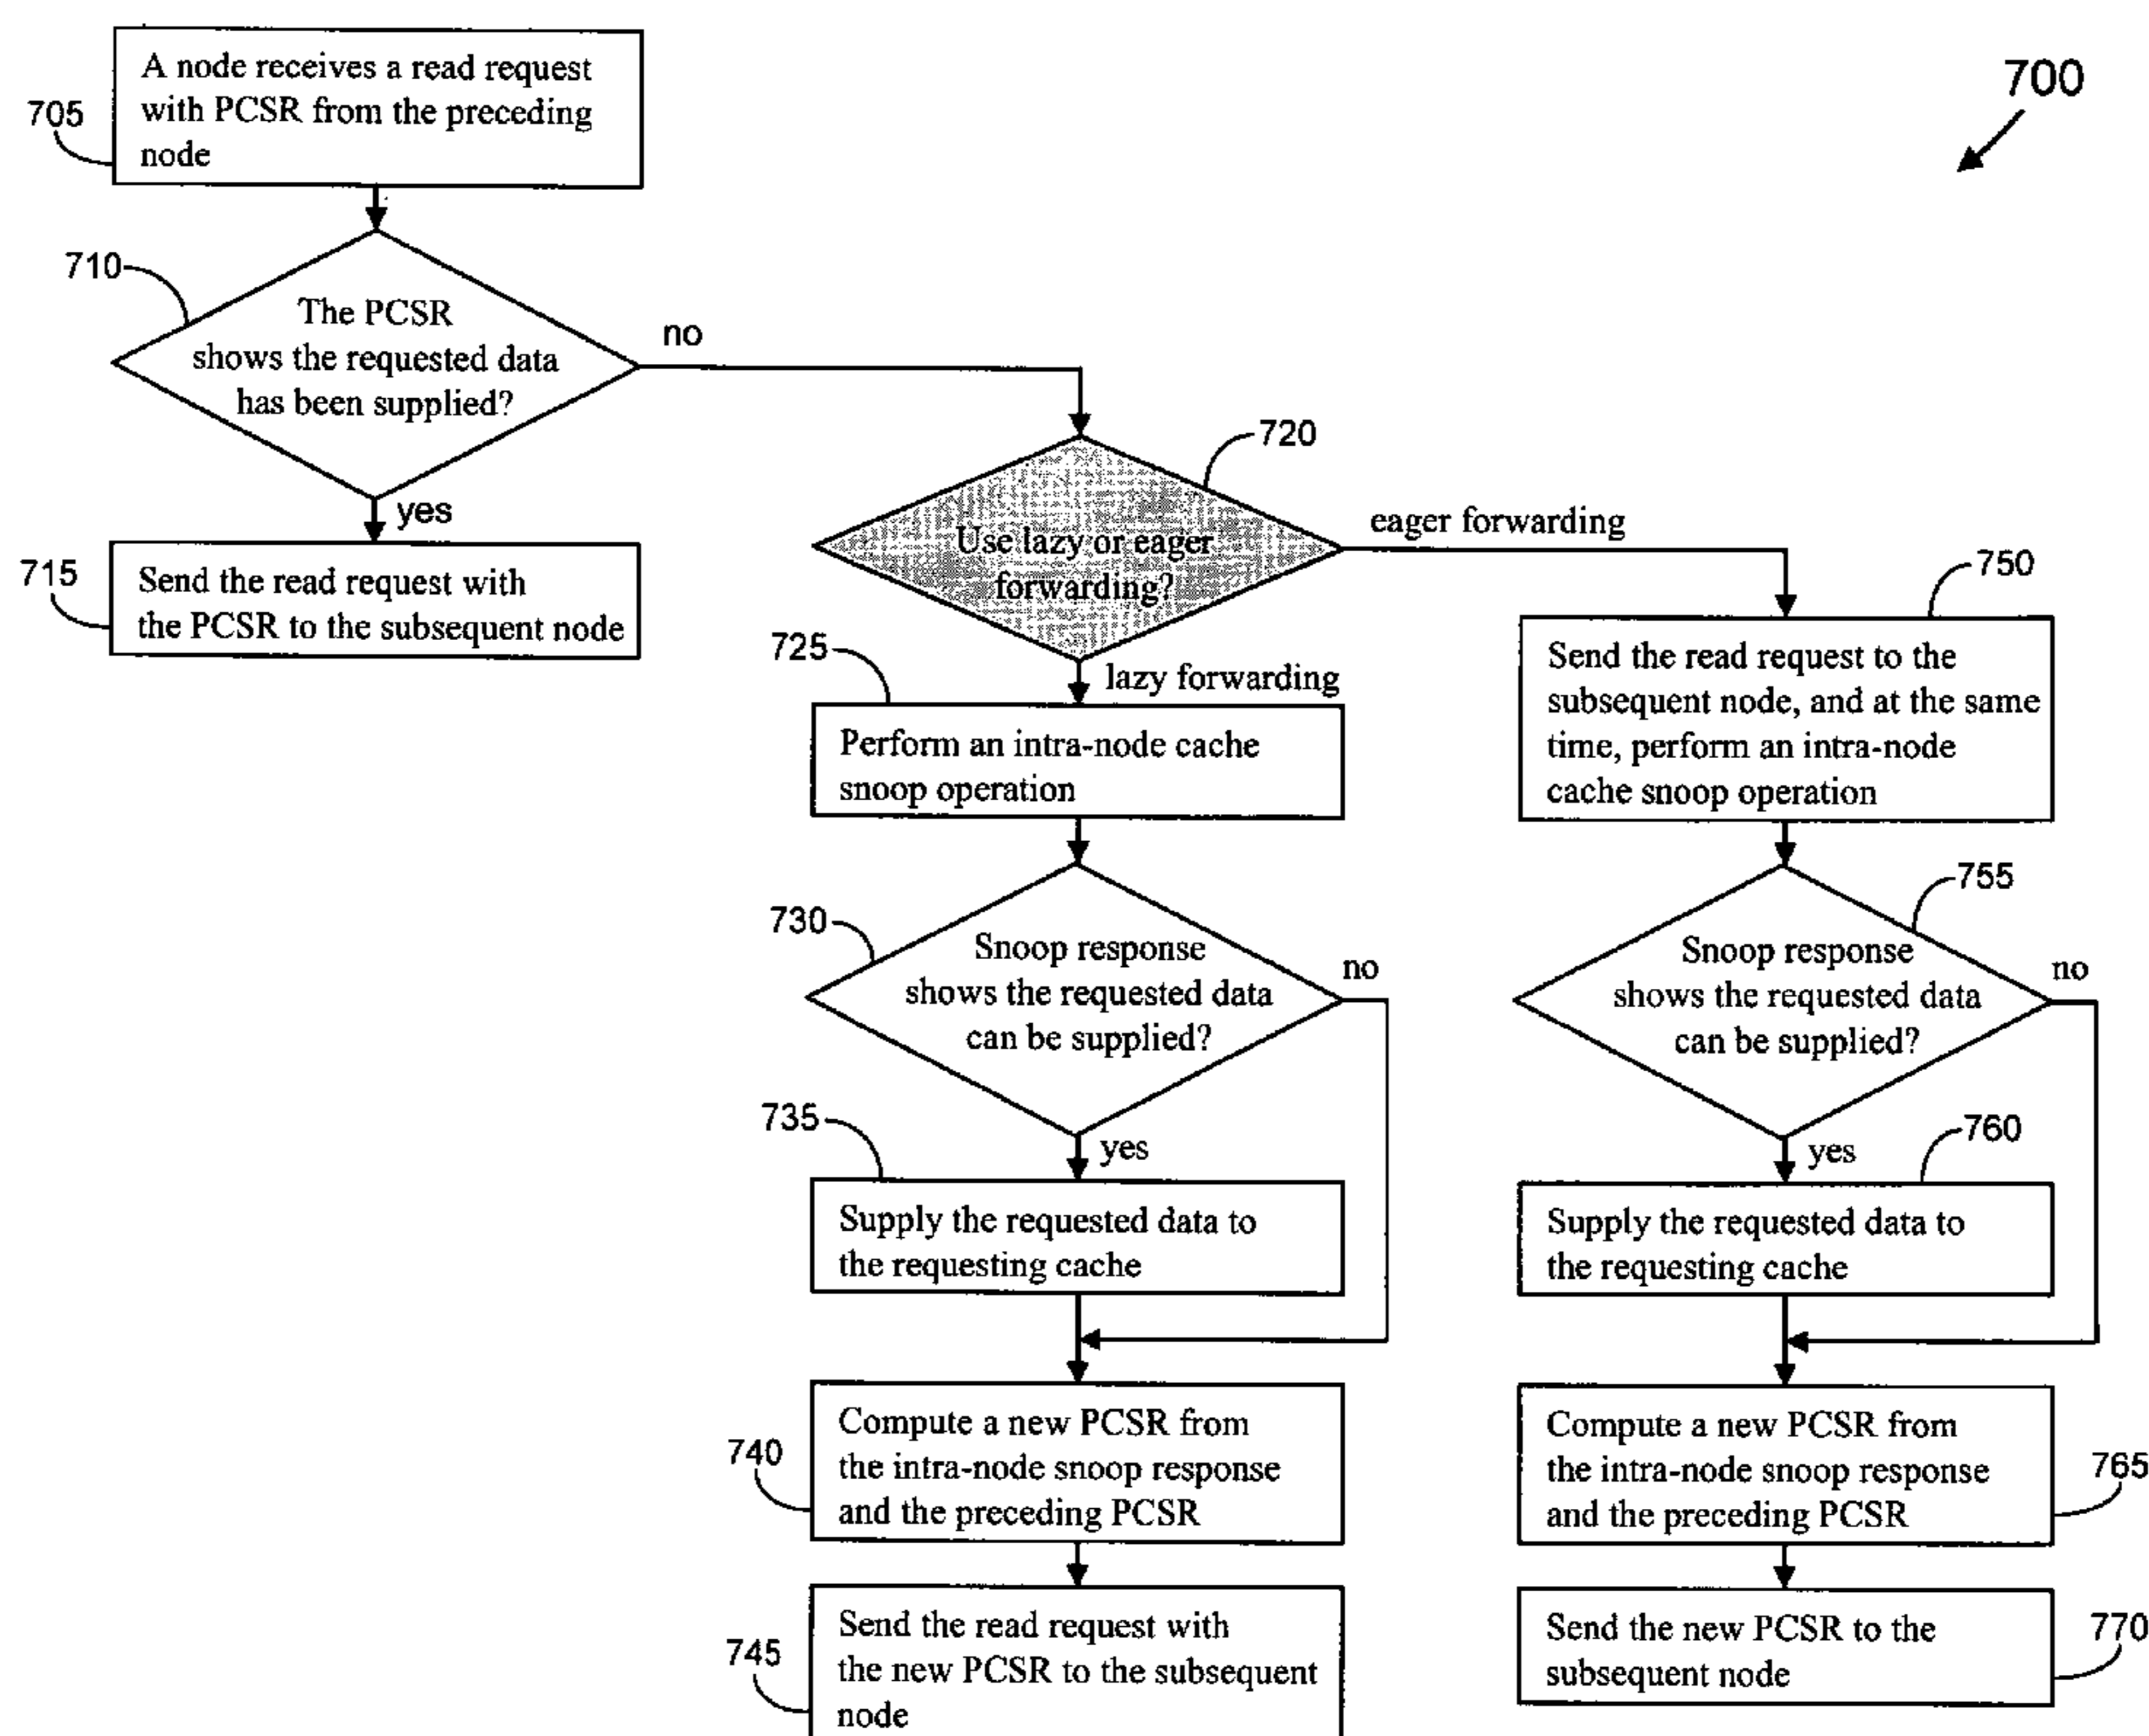 700
A node receives a read request
with PCSR from the preceding
node
705
710
The PCSR
shows the requested data
has been supplied?
no
yes
715
Send the read request with
the PCSR to the subsequent node
720
Use lazy or eager
forwarding?
eager forwarding
lazy forwarding
725
Perform an intra-node cache
snoop operation
730
Snoop response
shows the requested data
can be supplied?
no
yes
735
Supply the requested data to
the requesting cache
740
Compute a new PCSR from
the intra-node snoop response
and the preceding PCSR
745
Send the read request with
the new PCSR to the subsequent
node
750
Send the read request to the
subsequent node, and at the same
time, perform an intra-node
cache snoop operation
755
Snoop response
shows the requested data
can be supplied?
no
yes
760
Supply the requested data to
the requesting cache
Compute a new PCSR from
the intra-node snoop response
and the preceding PCSR
765
Send the new PCSR to the
subsequent node
770